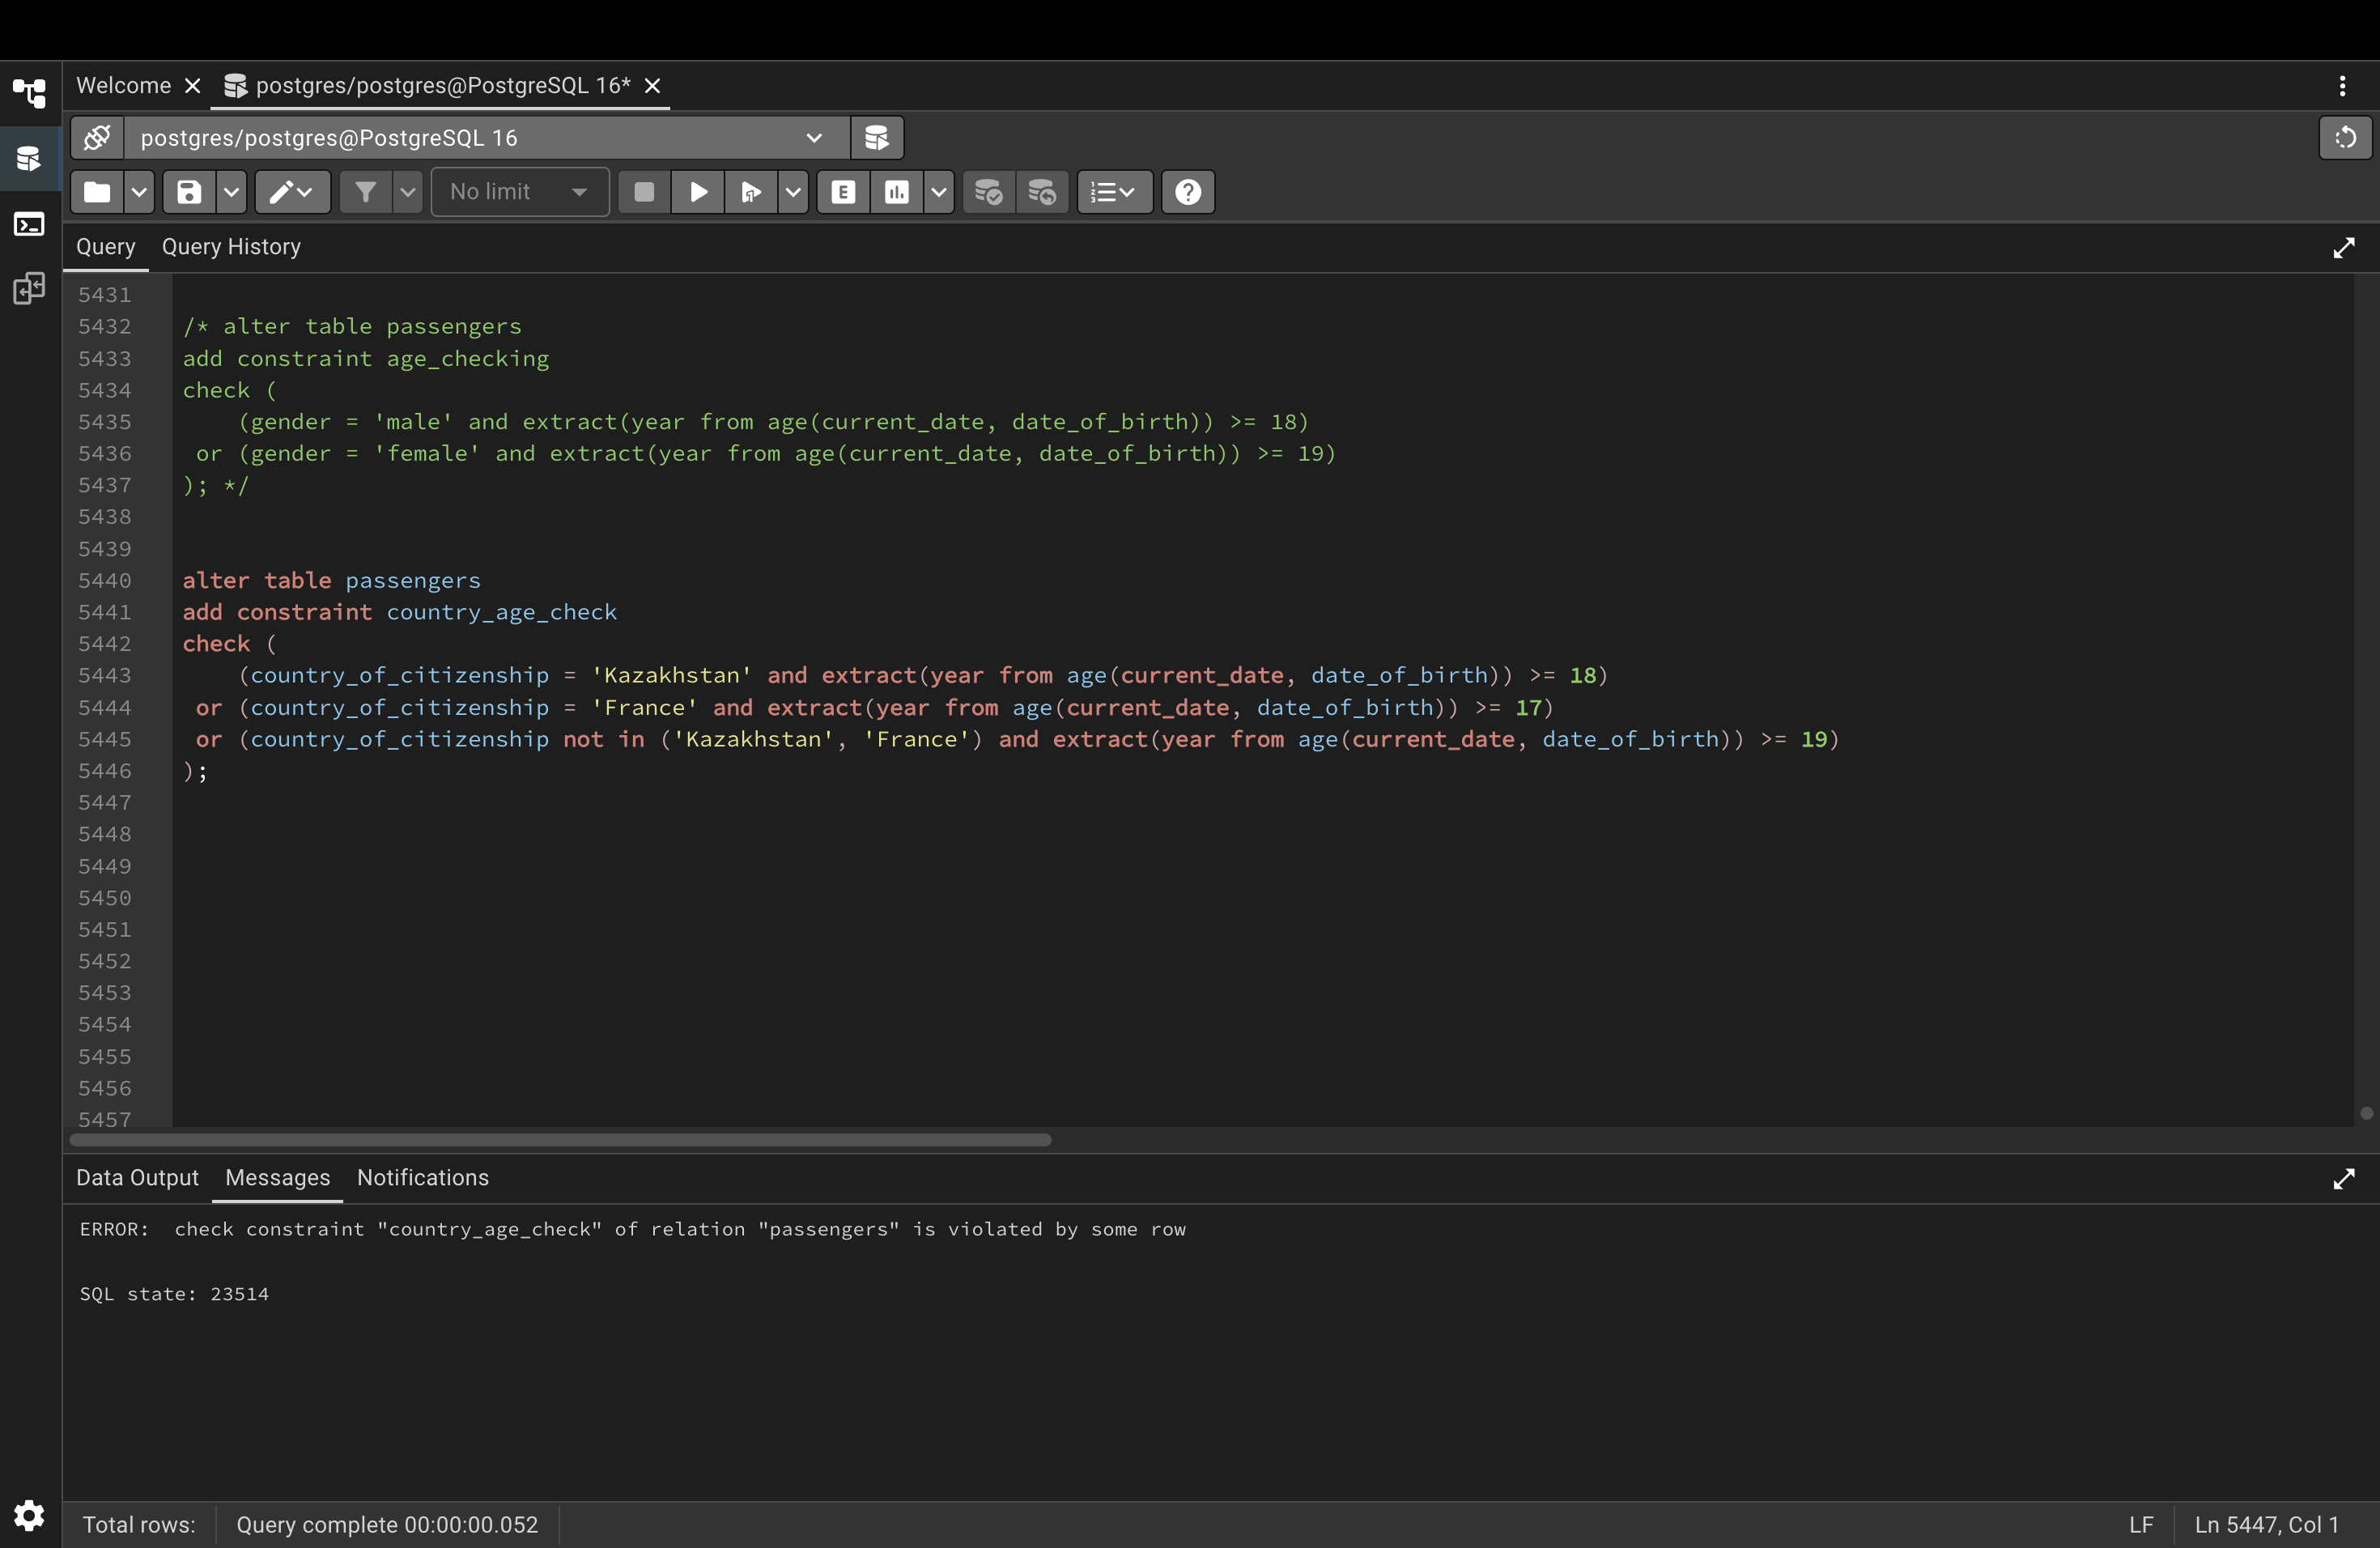 Welcome
postgres/postgres@PostgreSQL 16*
postgres/postgres@PostgreSQL 16
No limit
E
Query Query History
5431
5432 /* alter table passengers
5433 add constraint age_checking
5434 check (
5435     (gender = 'male' and extract(year from age(current_date, date_of_birth)) >= 18)
5436  or (gender = 'female' and extract(year from age(current_date, date_of_birth)) >= 19)
5437 ); */
5438
5439
5440 alter table passengers
5441 add constraint country_age_check
5442 check (
5443     (country_of_citizenship = 'Kazakhstan' and extract(year from age(current_date, date_of_birth)) >= 18)
5444  or (country_of_citizenship = 'France' and extract(year from age(current_date, date_of_birth)) >= 17)
5445  or (country_of_citizenship not in ('Kazakhstan', 'France') and extract(year from age(current_date, date_of_birth)) >= 19)
5446 );
5447
5448
5449
5450
5451
5452
5453
5454
5455
5456
5457
Data Output Messages Notifications
ERROR:  check constraint "country_age_check" of relation "passengers" is violated by some row
SQL state: 23514
Total rows: Query complete 00:00:00.052 LF Ln 5447, Col 1